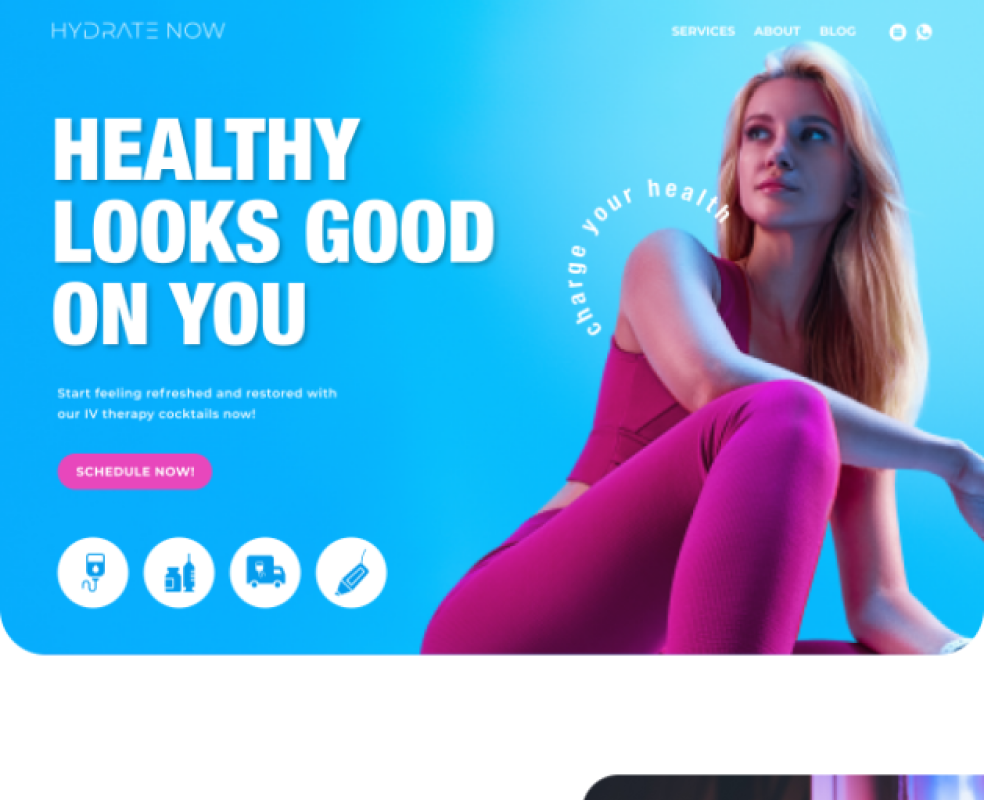 HYDRATE NOW
SERVICES ABOUT BLOG
HEALTHY
LOOKS GOOD
ON YOU
charge your health
Start feeling refreshed and restored with
our IV therapy cocktails now!
SCHEDULE NOW!